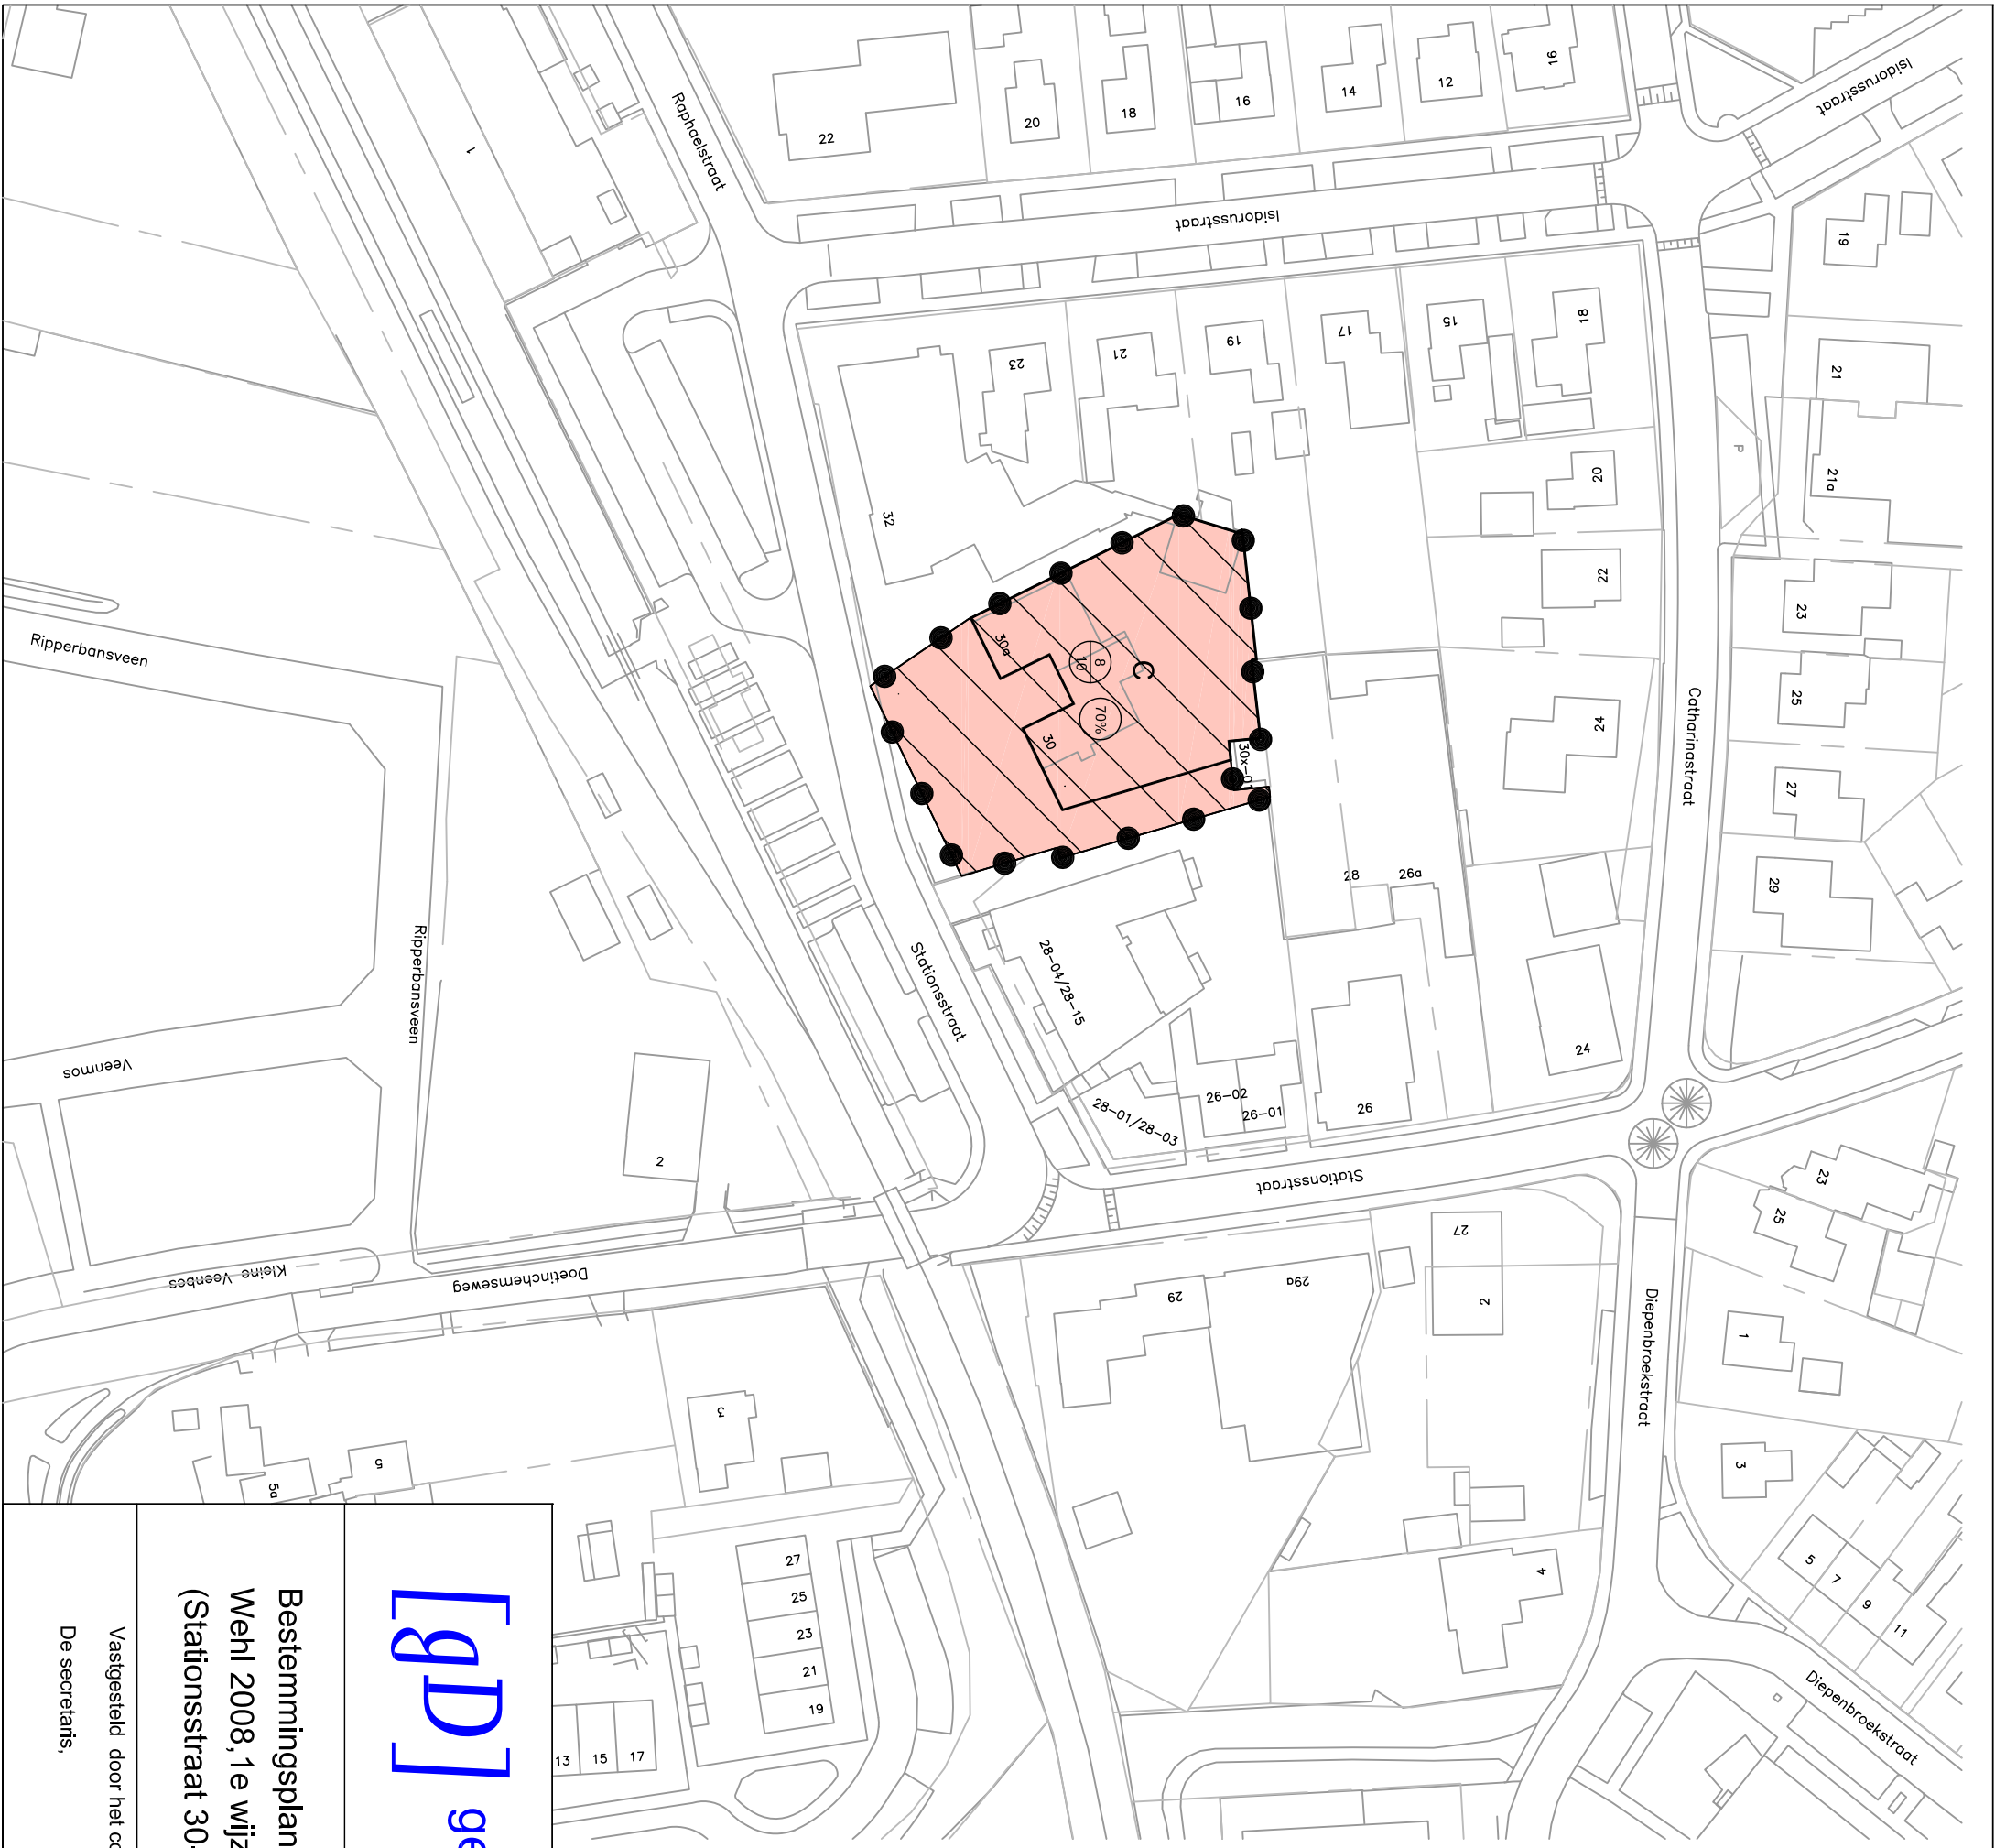 Isidorusstraat
Raphaelstraat
22
20
18
16
14
12
16
1
Isidorusstraat
19
23
21
19
17
15
18
21
P
21a
20
32
22
23
Ripperbansveen
30a
8
10
C
70%
30
24
25
Catharinastraat
27
28
26a
29
Ripperbansveen
Stationsstraat
28-04/28-15
24
Veenmos
2
28-01/28-03
26-02
26-01
26
Stationsstraat
23
25
27
Kleine Veenbes
Doetinchemseweg
29
29a
2
Diepenbroekstraat
1
3
5
5a
3
27
25
23
21
19
13
15
17
4
5
7
9
11
Diepenbroekstraat
[gD] ge
Bestemmingsplan
Wehl 2008,1e wijz
(Stationsstraat 30-
Vastgesteld door het co
De secretaris,